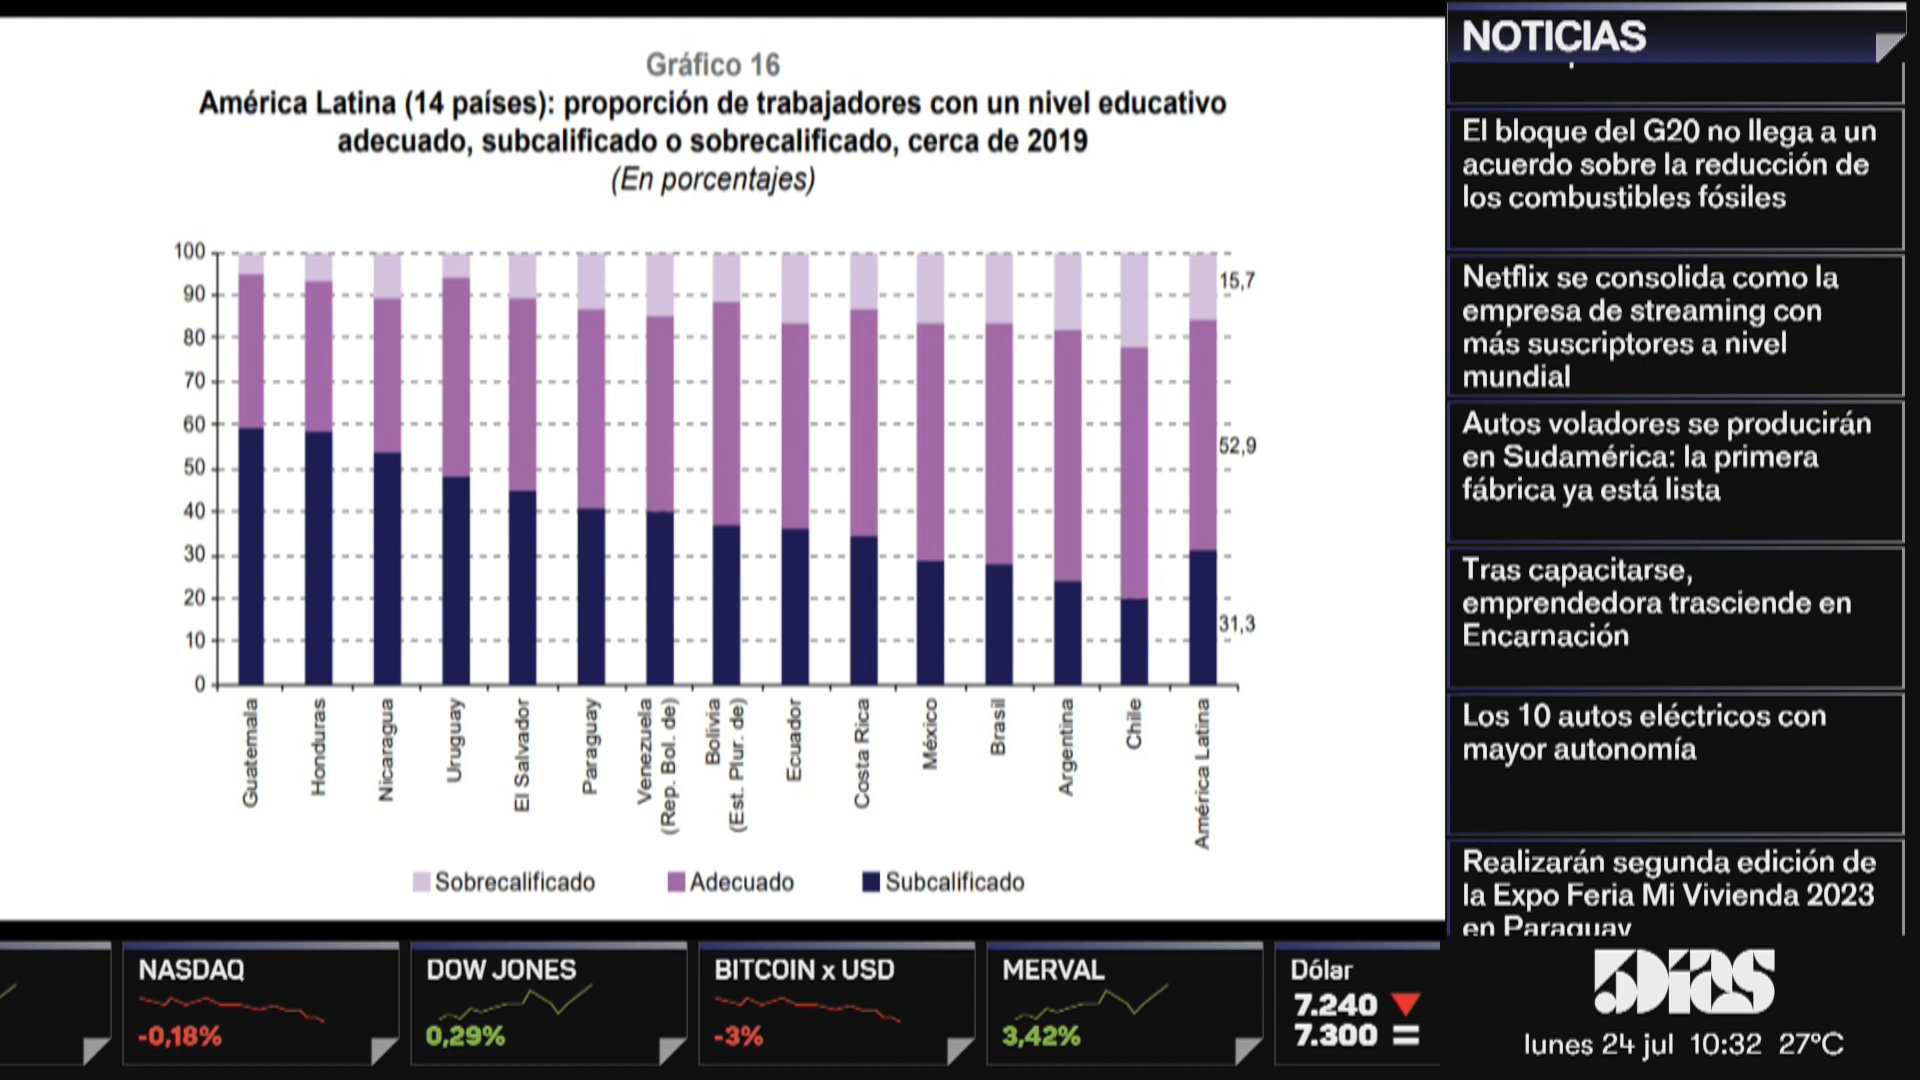 Gráfico 16
América Latina (14 países): proporción de trabajadores con un nivel educativo
adecuado, subcalificado o sobrecalificado, cerca de 2019
(En porcentajes)
100
90
80
70
60
50
40
30
20
10
0
15,7
52,9
31,3
Guatemala
Honduras
Nicaragua
Uruguay
El Salvador
Paraguay
Venezuela
(Rep. Bol. de)
Bolivia
(Est. Plur. de)
Ecuador
Costa Rica
México
Brasil
Argentina
Chile
América Latina
Sobrecalificado
Adecuado
Subcalificado
NOTICIAS
El bloque del G20 no llega a un
acuerdo sobre la reducción de
los combustibles fósiles
Netflix se consolida como la
empresa de streaming con
más suscriptores a nivel
mundial
Autos voladores se producirán
en Sudamérica: la primera
fábrica ya está lista
Tras capacitarse,
emprendedora trasciende en
Encarnación
Los 10 autos eléctricos con
mayor autonomía
Realizarán segunda edición de
la Expo Feria Mi Vivienda 2023
en Paraguay
NASDAQ
-0,18%
DOW JONES
0,29%
BITCOIN x USD
-3%
MERVAL
3,42%
Dólar
7.240
7.300
5Días
lunes 24 jul 10:32 27°C